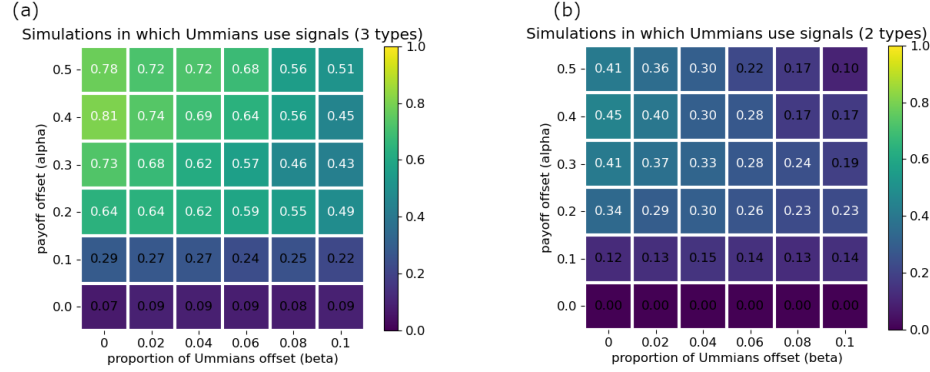 (a)
Simulations in which Ummians use signals (3 types)
payoff offset (alpha)
0.5 0.78 0.72 0.72 0.68 0.56 0.51
0.4 0.81 0.74 0.69 0.64 0.56 0.45
0.3 0.73 0.68 0.62 0.57 0.46 0.43
0.2 0.64 0.64 0.62 0.59 0.55 0.49
0.1 0.29 0.27 0.27 0.24 0.25 0.22
0.0 0.07 0.09 0.09 0.09 0.08 0.09
0 0.02 0.04 0.06 0.08 0.1
proportion of Ummians offset (beta)
1.0
0.8
0.6
0.4
0.2
0.0
(b)
Simulations in which Ummians use signals (2 types)
payoff offset (alpha)
0.5 0.41 0.36 0.30 0.22 0.17 0.10
0.4 0.45 0.40 0.30 0.28 0.17 0.17
0.3 0.41 0.37 0.33 0.28 0.24 0.19
0.2 0.34 0.29 0.30 0.26 0.23 0.23
0.1 0.12 0.13 0.15 0.14 0.13 0.14
0.0 0.00 0.00 0.00 0.00 0.00 0.00
0 0.02 0.04 0.06 0.08 0.1
proportion of Ummians offset (beta)
1.0
0.8
0.6
0.4
0.2
0.0